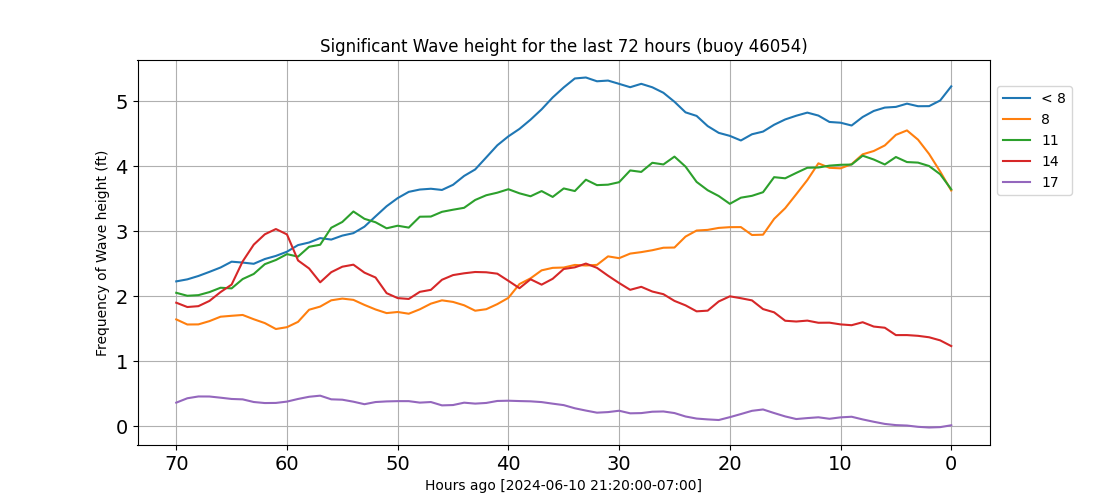 Significant Wave height for the last 72 hours (buoy 46054)
Frequency of Wave height (ft)
5
4
3
2
1
0
70 60 50 40 30 20 10 0
Hours ago [2024-06-10 21:20:00-07:00]
< 8
8
11
14
17